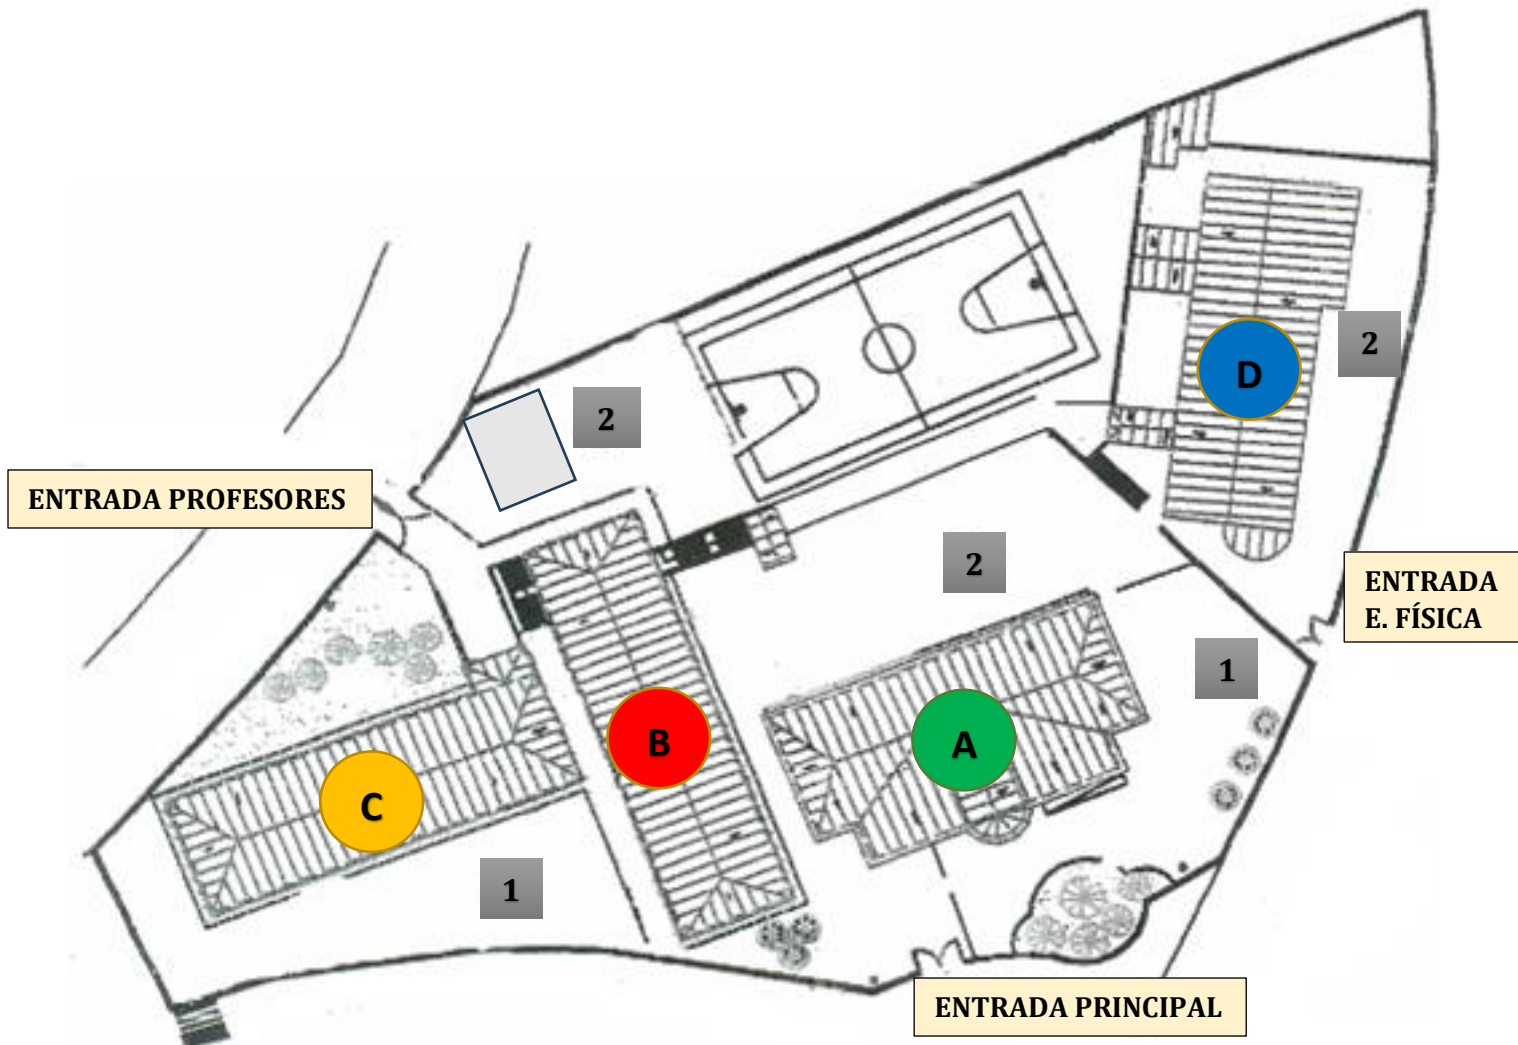 2
D
2
ENTRADA PROFESORES
2
ENTRADA
E. FÍSICA
1
B
A
C
1
ENTRADA PRINCIPAL